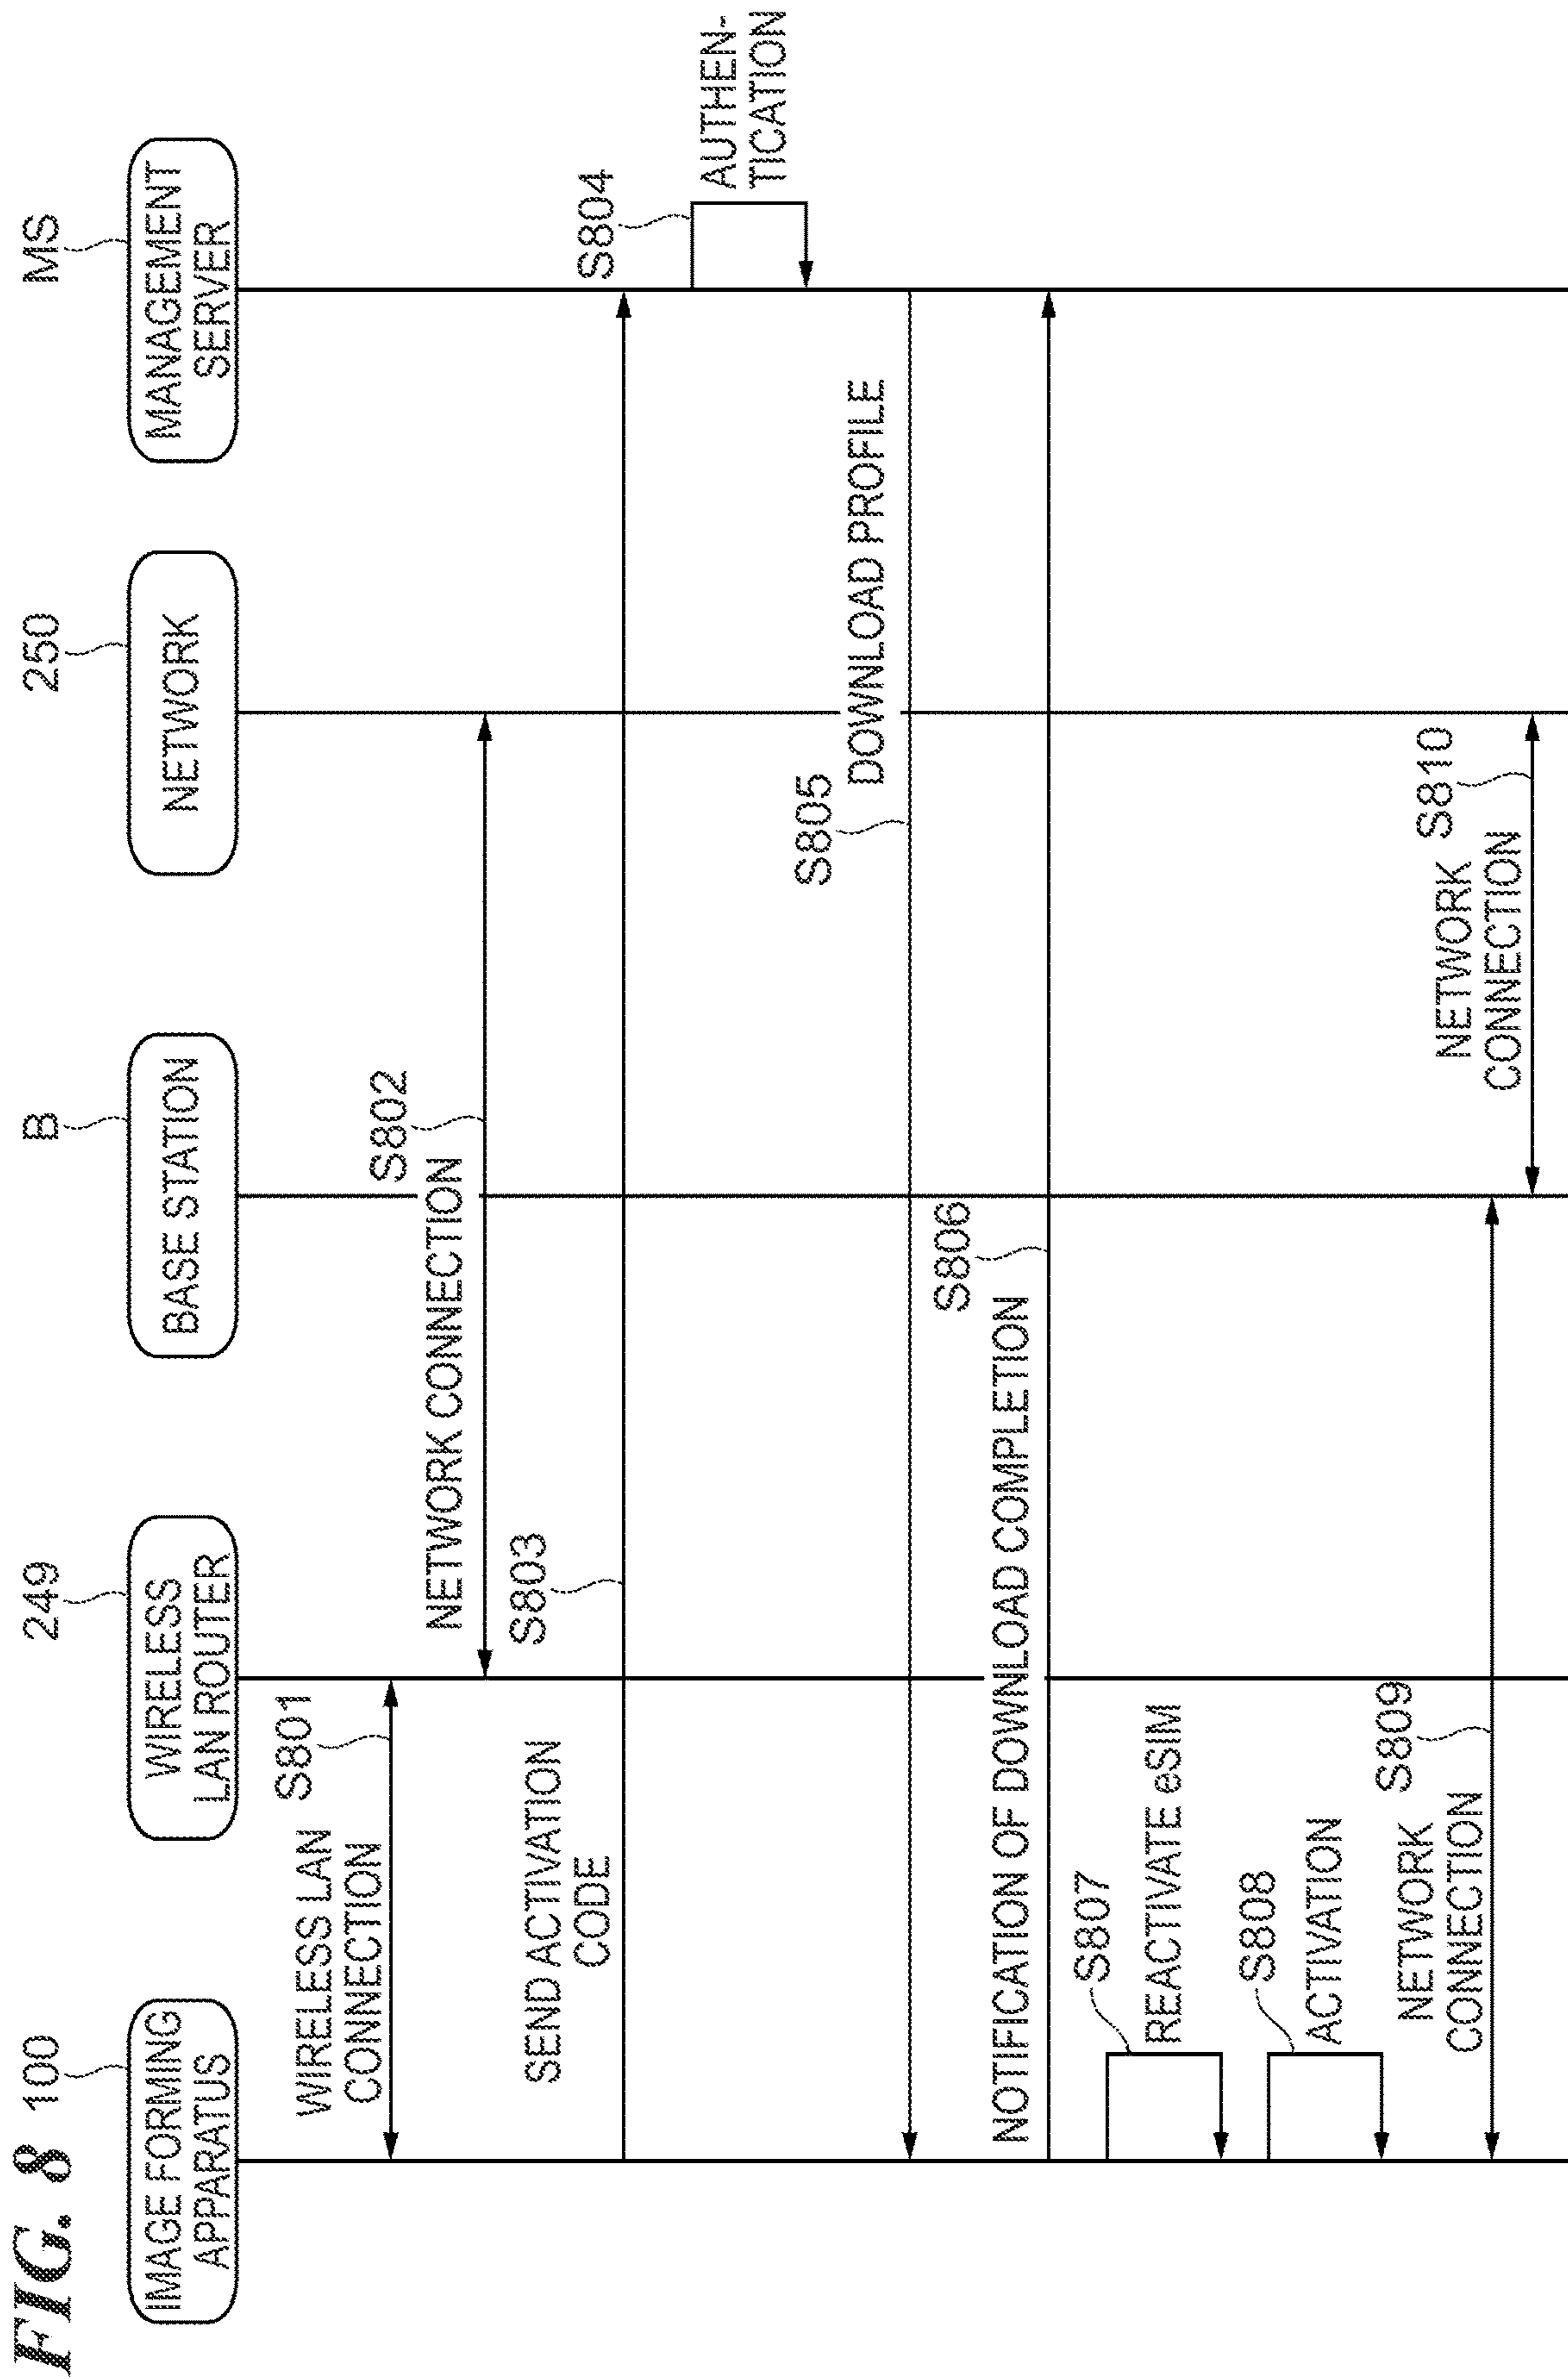 FIG. 8
100
IMAGE FORMING
APPARATUS
249
WIRELESS
LAN ROUTER
B
BASE STATION
250
NETWORK
MS
MANAGEMENT
SERVER
WIRELESS LAN
CONNECTION
S801
NETWORK CONNECTION
S802
SEND ACTIVATION
CODE
S803
S804
AUTHEN-
TICATION
S805
DOWNLOAD PROFILE
NOTIFICATION OF DOWNLOAD COMPLETION
S806
S807
REACTIVATE eSIM
S808
ACTIVATION
NETWORK
CONNECTION
S809
NETWORK
CONNECTION
S810